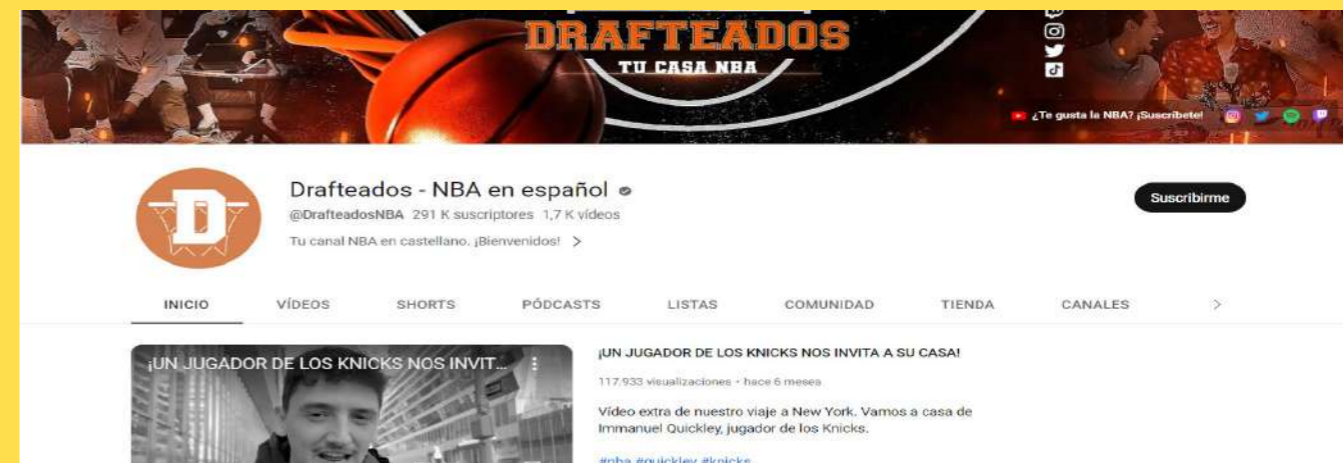 DRAFTEADOS
TU CASA NBA
¿Te gusta la NBA? ¡Suscríbete!
D
Drafteados - NBA en español
@DrafteadosNBA 291 K suscriptores 1,7 K vídeos
Tu canal NBA en castellano. ¡Bienvenidos! >
Suscribirme
INICIO VÍDEOS SHORTS PÓDCASTS LISTAS COMUNIDAD TIENDA CANALES >
¡UN JUGADOR DE LOS KNICKS NOS INVIT...
¡UN JUGADOR DE LOS KNICKS NOS INVITA A SU CASA!
117.933 visualizaciones • hace 6 meses
Vídeo extra de nuestro viaje a New York. Vamos a casa de
Immanuel Quickley, jugador de los Knicks.
#nba #quickley #knicks